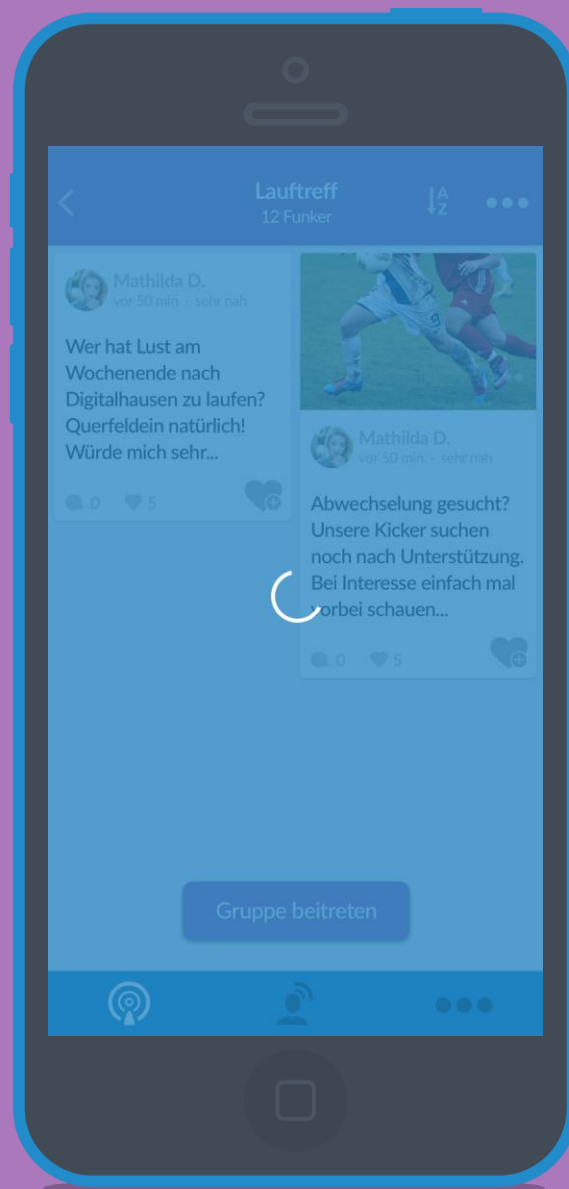 Lauftreff
12 Funker
A
Z
Mathilda D.
vor 50 min - sehr nah
Wer hat Lust am
Wochenende nach
Digitalhausen zu laufen?
Querfeldein natürlich!
Würde mich sehr...
0 5
Mathilda D.
vor 50 min - sehr nah
Abwechselung gesucht?
Unsere Kicker suchen
noch nach Unterstützung.
Bei Interesse einfach mal
vorbei schauen...
0 5
Gruppe beitreten